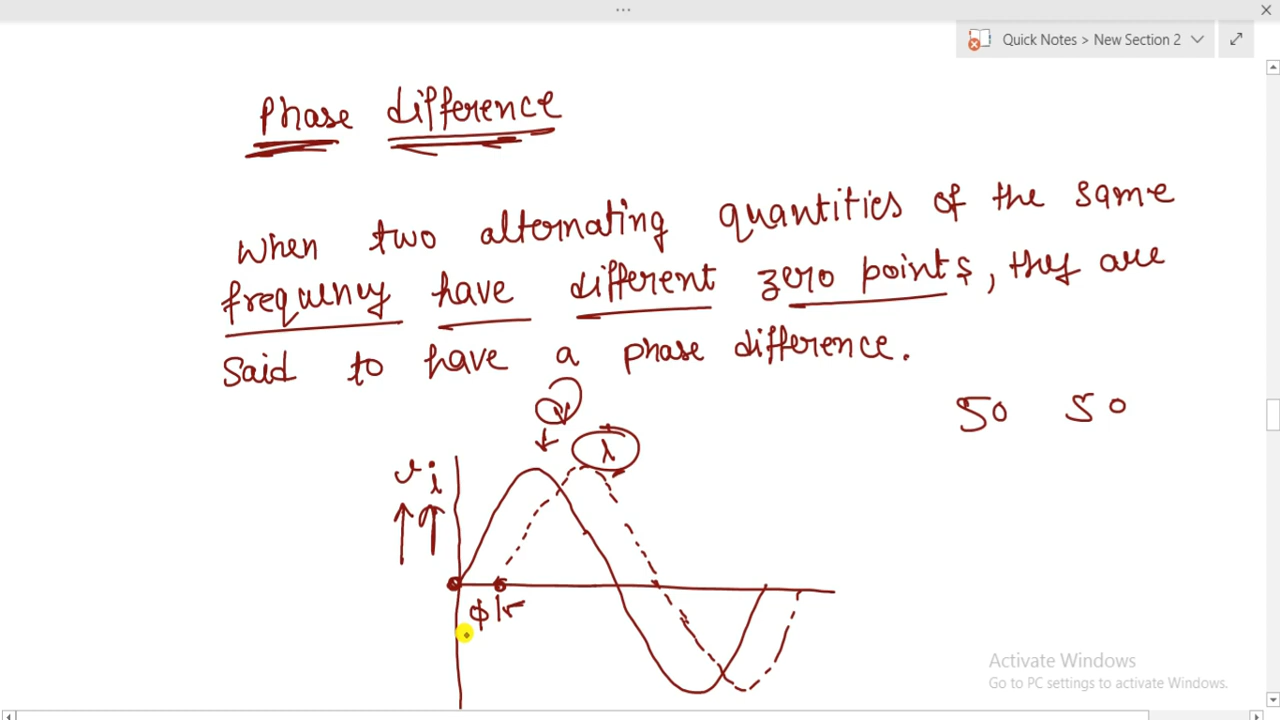 Quick Notes > New Section 2
Phase difference
When two alternating quantities of the same
frequency have different zero points, they are
said to have a phase difference.
50 50
v i
ϕ
Activate Windows
Go to PC settings to activate Windows.